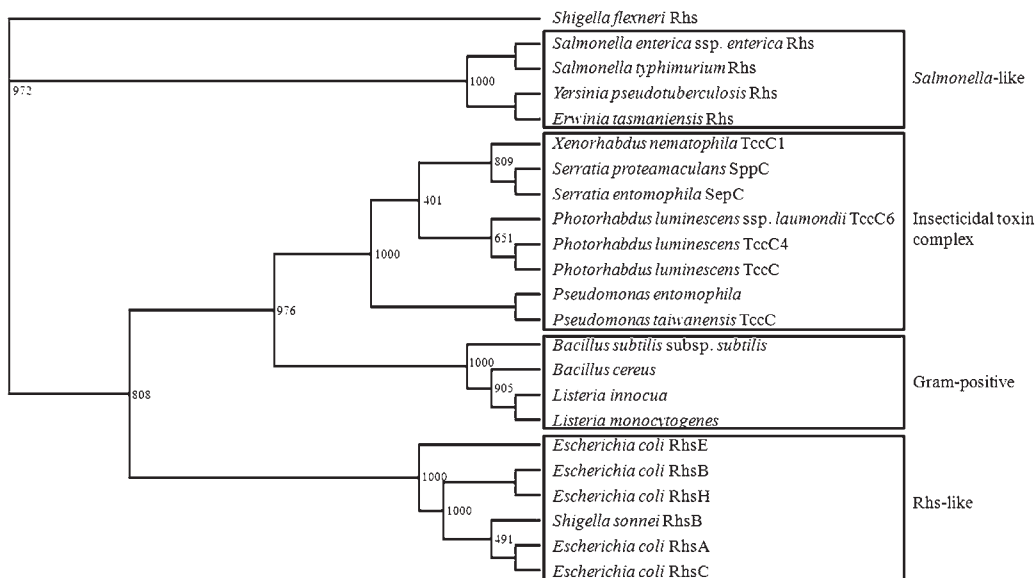 Shigella flexneri Rhs
Salmonella enterica ssp. enterica Rhs
Salmonella typhimurium Rhs
Yersinia pseudotuberculosis Rhs
Erwinia tasmaniensis Rhs
Salmonella-like
972
1000
Xenorhabdus nematophila TccC1
Serratia proteamaculans SppC
Serratia entomophila SepC
Photorhabdus luminescens ssp. laumondii TccC6
Photorhabdus luminescens TccC4
Photorhabdus luminescens TccC
Pseudomonas entomophila
Pseudomonas taiwanensis TccC
Insecticidal toxin
complex
809
401
651
1000
976
Bacillus subtilis subsp. subtilis
Bacillus cereus
Listeria innocua
Listeria monocytogenes
Gram-positive
1000
905
808
Escherichia coli RhsE
Escherichia coli RhsB
Escherichia coli RhsH
Shigella sonnei RhsB
Escherichia coli RhsA
Escherichia coli RhsC
Rhs-like
1000
1000
491